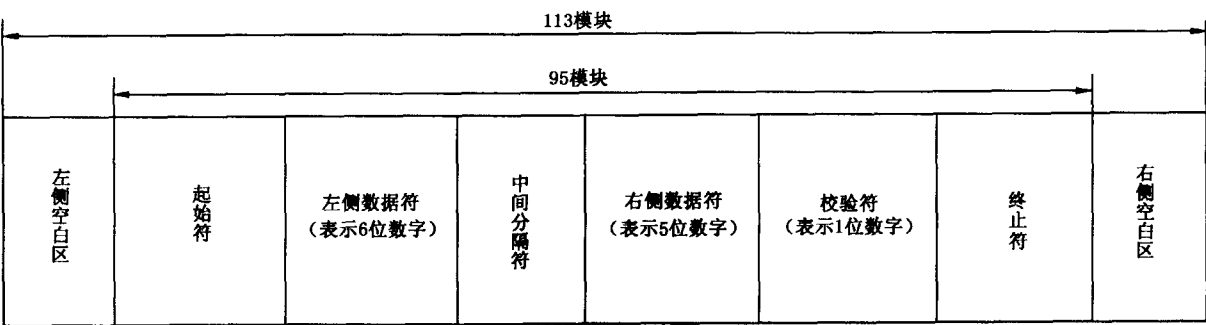 113模块
95模块
左侧空白区
起始符
左侧数据符
（表示6位数字）
中间分隔符
右侧数据符
（表示5位数字）
校验符
（表示1位数字）
终止符
右侧空白区